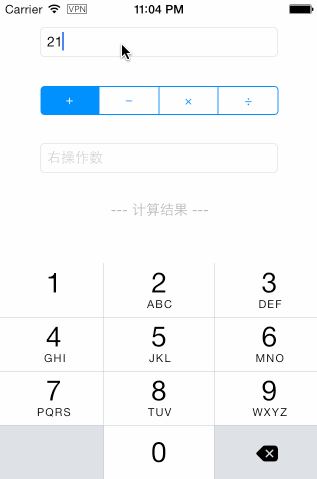 Carrier VPN 11:04 PM
21
+ − × ÷
右操作数
--- 计算结果 ---
1 2 3
ABC DEF
4 5 6
GHI JKL MNO
7 8 9
PQRS TUV WXYZ
0